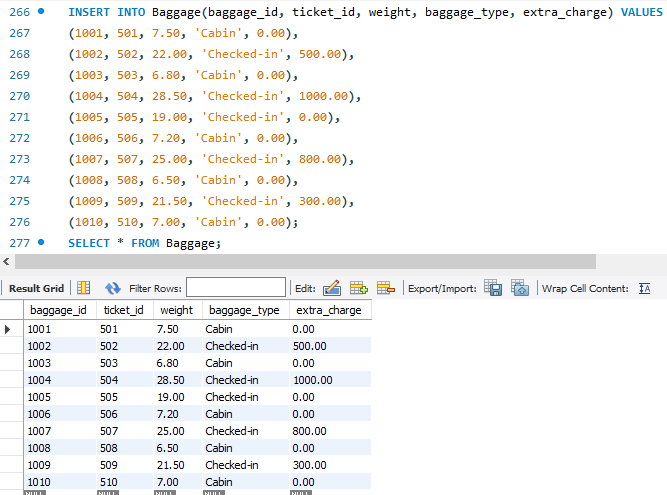 266 INSERT INTO Baggage(baggage_id, ticket_id, weight, baggage_type, extra_charge) VALUES
267 (1001, 501, 7.50, 'Cabin', 0.00),
268 (1002, 502, 22.00, 'Checked-in', 500.00),
269 (1003, 503, 6.80, 'Cabin', 0.00),
270 (1004, 504, 28.50, 'Checked-in', 1000.00),
271 (1005, 505, 19.00, 'Checked-in', 0.00),
272 (1006, 506, 7.20, 'Cabin', 0.00),
273 (1007, 507, 25.00, 'Checked-in', 800.00),
274 (1008, 508, 6.50, 'Cabin', 0.00),
275 (1009, 509, 21.50, 'Checked-in', 300.00),
276 (1010, 510, 7.00, 'Cabin', 0.00);
277 SELECT * FROM Baggage;
Result Grid Filter Rows: Edit: Export/Import: Wrap Cell Content: IA
baggage_id ticket_id weight baggage_type extra_charge
1001 501 7.50 Cabin 0.00
1002 502 22.00 Checked-in 500.00
1003 503 6.80 Cabin 0.00
1004 504 28.50 Checked-in 1000.00
1005 505 19.00 Checked-in 0.00
1006 506 7.20 Cabin 0.00
1007 507 25.00 Checked-in 800.00
1008 508 6.50 Cabin 0.00
1009 509 21.50 Checked-in 300.00
1010 510 7.00 Cabin 0.00
NULL NULL NULL NULL NULL